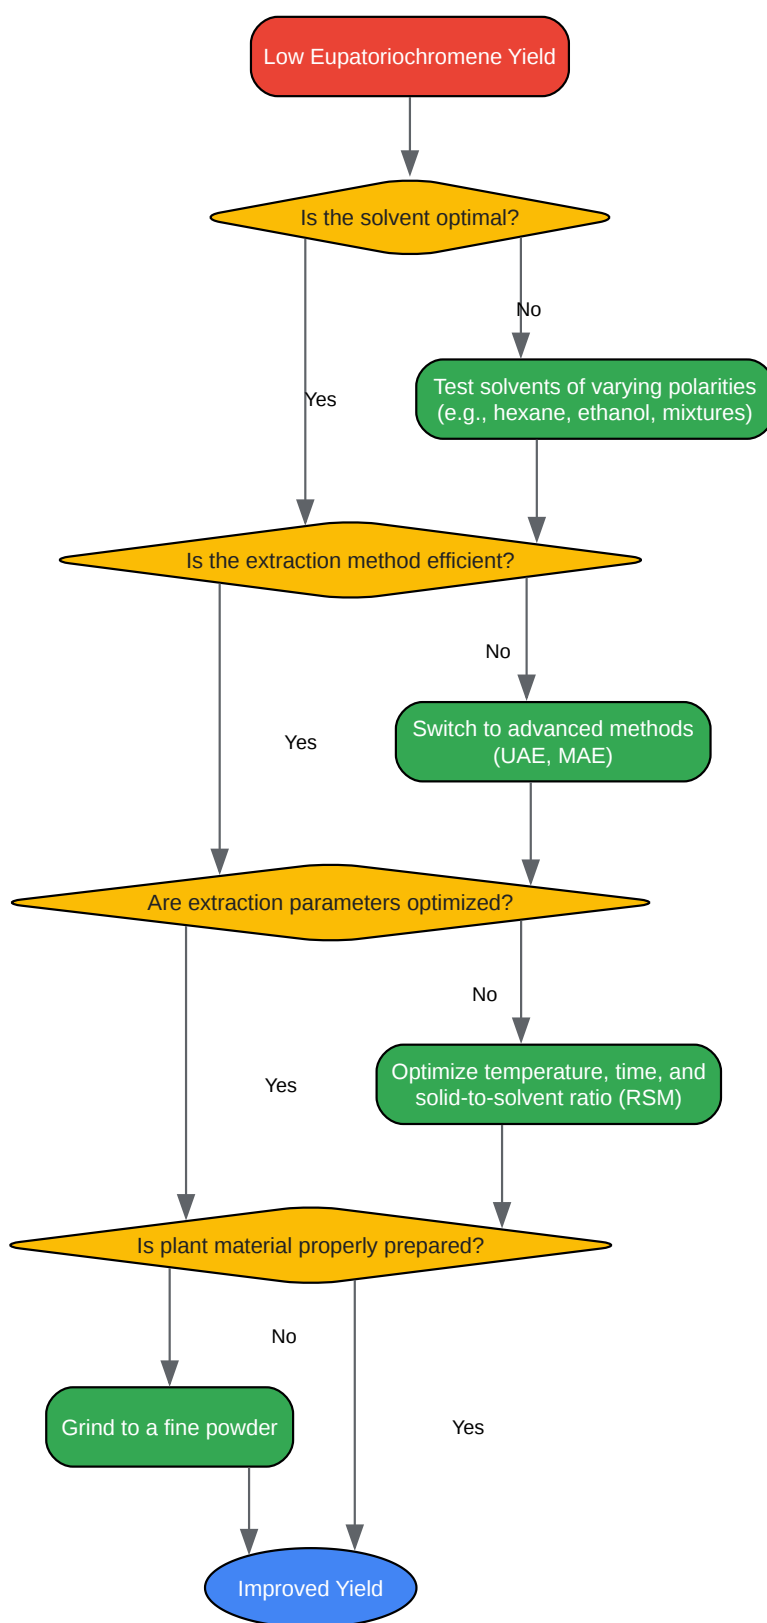 Low Eupatoriochromene Yield
Is the solvent optimal?
No
Test solvents of varying polarities
(e.g., hexane, ethanol, mixtures)
Yes
Is the extraction method efficient?
No
Switch to advanced methods
(UAE, MAE)
Yes
Are extraction parameters optimized?
No
Optimize temperature, time, and
solid-to-solvent ratio (RSM)
Yes
Is plant material properly prepared?
No
Grind to a fine powder
Yes
Improved Yield